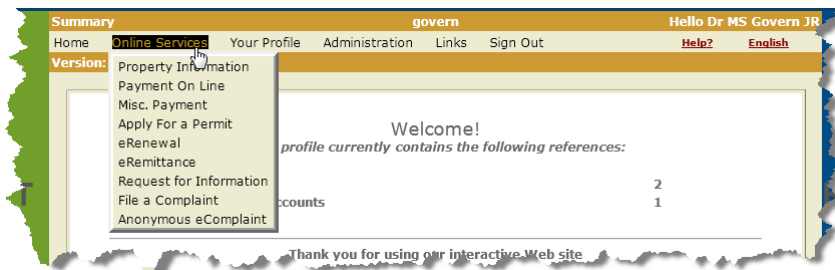 Summary govern Hello Dr MS Govern JR
Home Online Services Your Profile Administration Links Sign Out Help? English
Version:
Property Information
Payment On Line
Misc. Payment
Apply For a Permit
eRenewal
eRemittance
Request for Information
File a Complaint
Anonymous eComplaint
Welcome!
profile currently contains the following references:
2
1
Thank you for using our interactive Web site